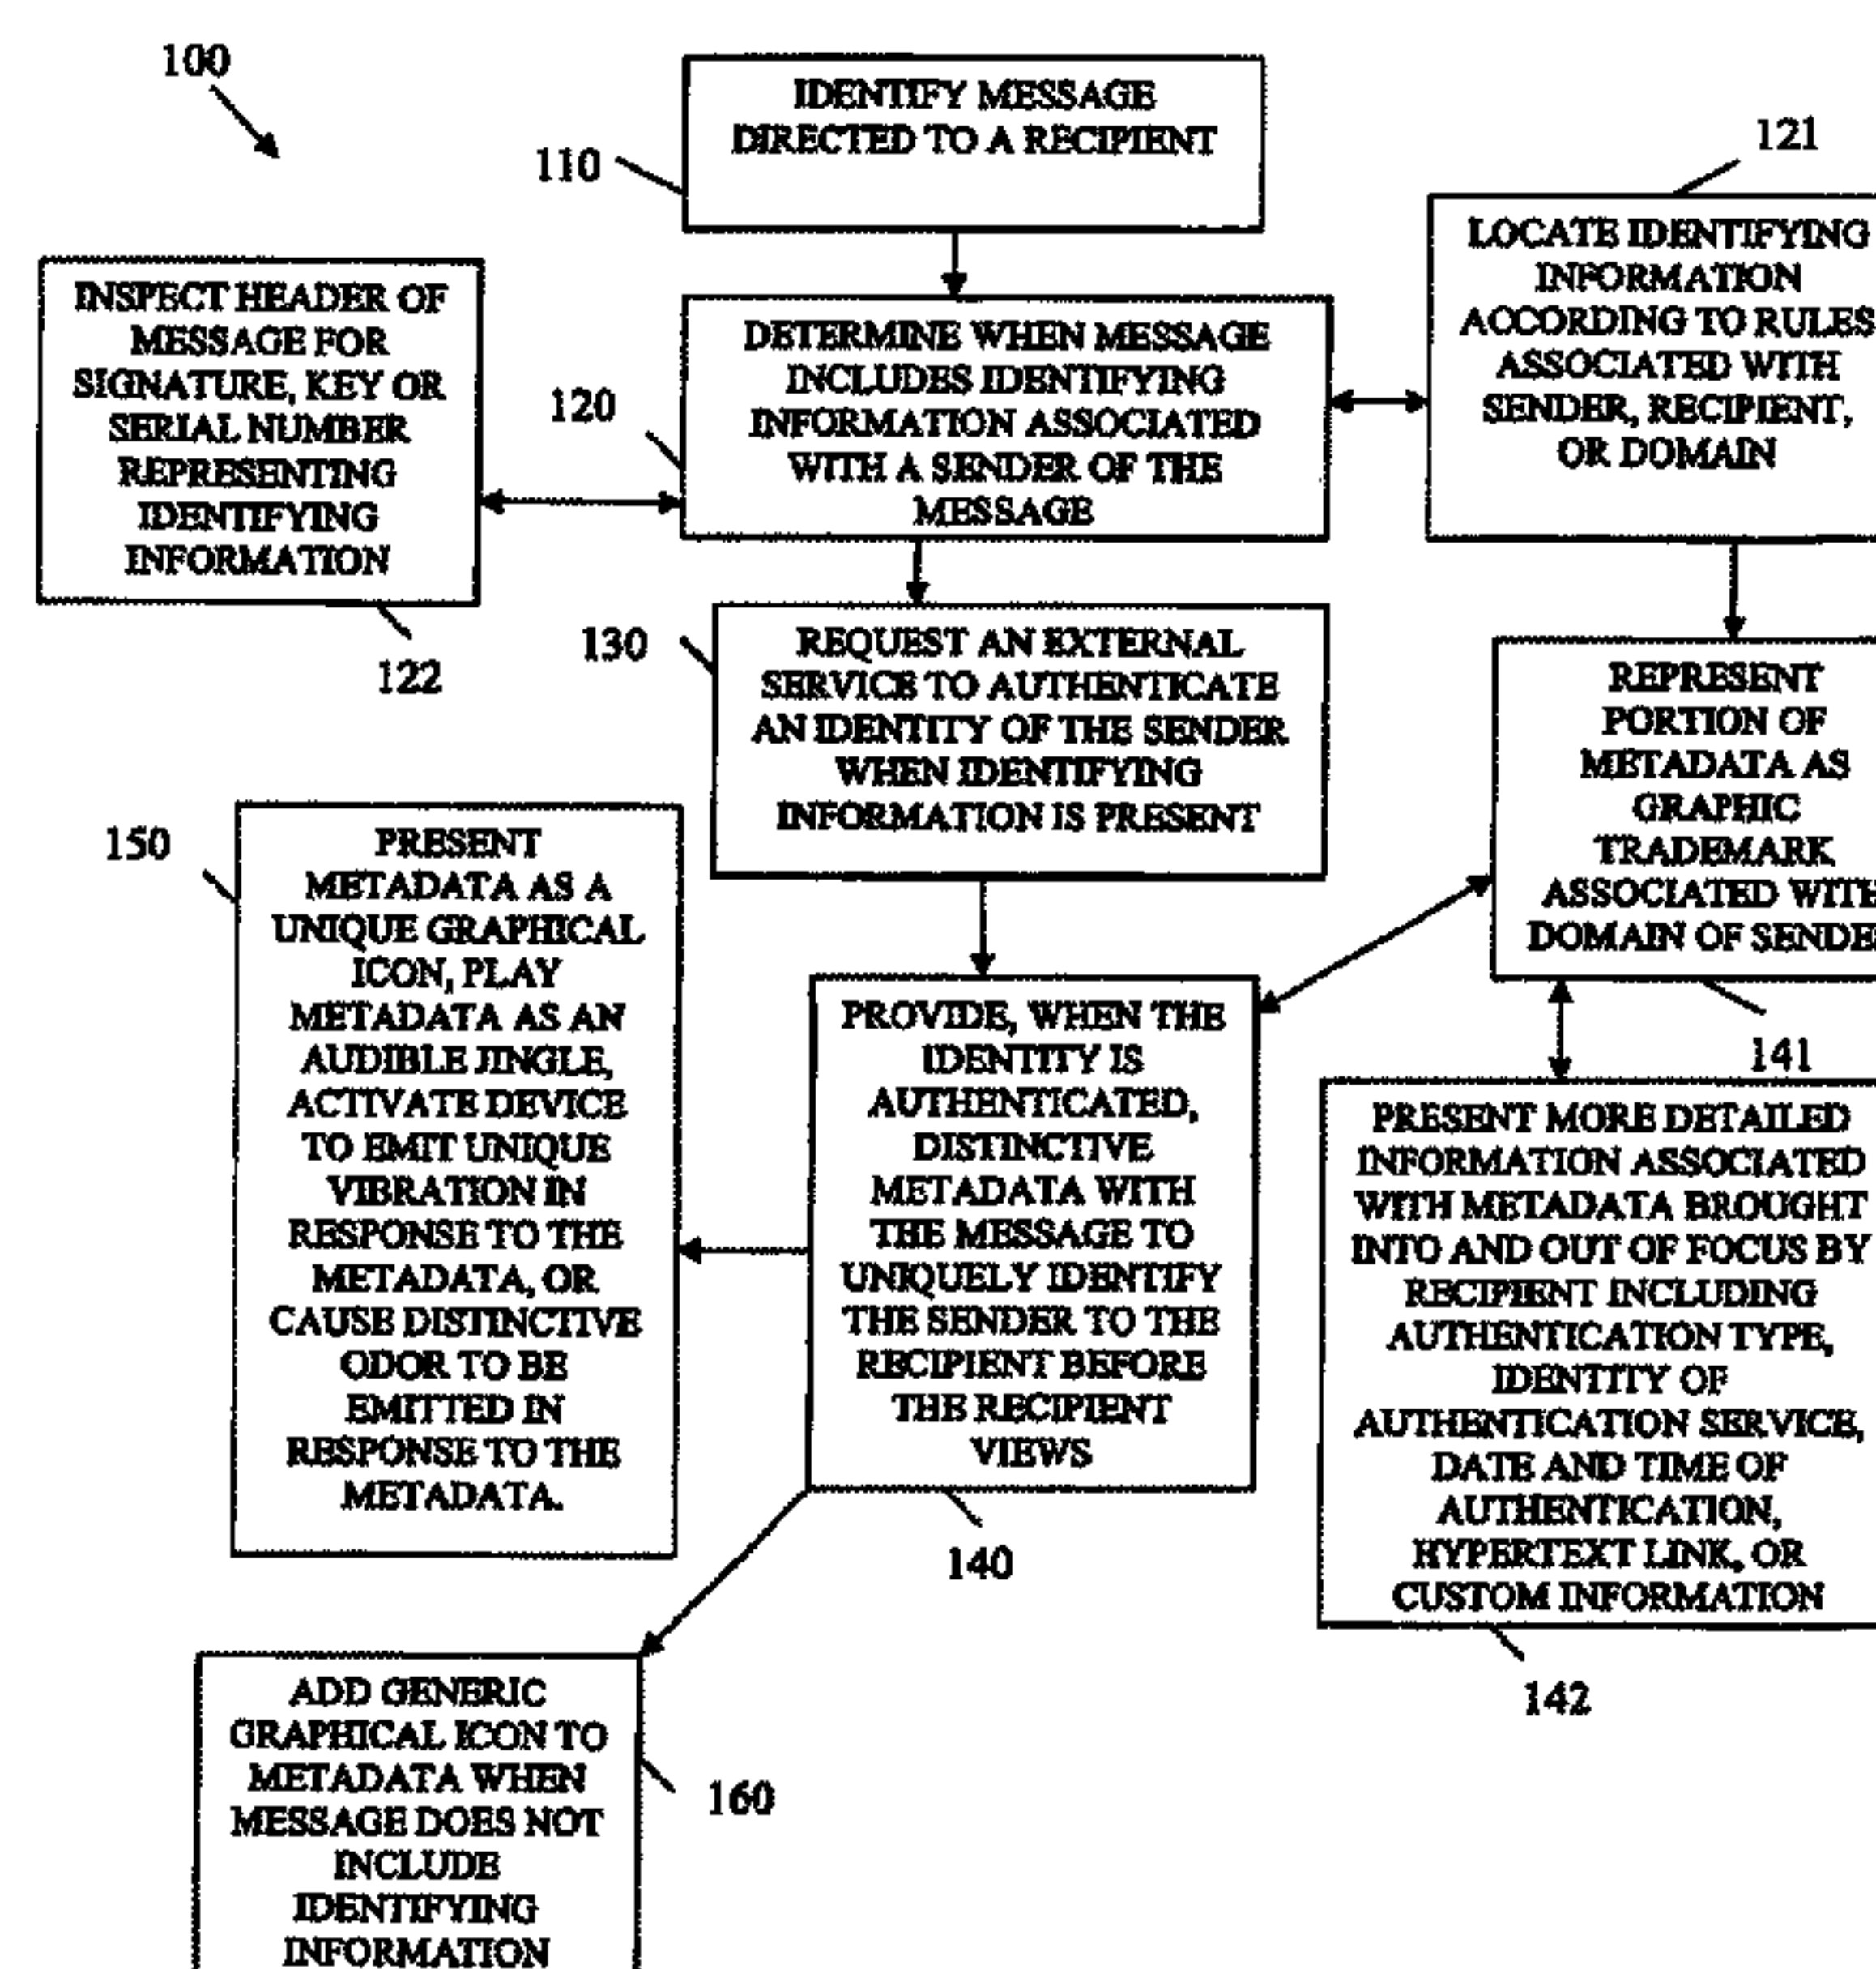 100
IDENTIFY MESSAGE
DIRECTED TO A RECIPIENT
110
121
LOCATE IDENTIFYING
INFORMATION
ACCORDING TO RULES
ASSOCIATED WITH
SENDER, RECIPIENT,
OR DOMAIN
INSPECT HEADER OF
MESSAGE FOR
SIGNATURE, KEY OR
SERIAL NUMBER
REPRESENTING
IDENTIFYING
INFORMATION
122
DETERMINE WHEN MESSAGE
INCLUDES IDENTIFYING
INFORMATION ASSOCIATED
WITH A SENDER OF THE
MESSAGE
120
130
REQUEST AN EXTERNAL
SERVICE TO AUTHENTICATE
AN IDENTITY OF THE SENDER
WHEN IDENTIFYING
INFORMATION IS PRESENT
REPRESENT
PORTION OF
METADATA AS
GRAPHIC
TRADEMARK
ASSOCIATED WITH
DOMAIN OF SENDER
141
150
PRESENT
METADATA AS A
UNIQUE GRAPHICAL
ICON, PLAY
METADATA AS AN
AUDIBLE JINGLE,
ACTIVATE DEVICE
TO EMIT UNIQUE
VIBRATION IN
RESPONSE TO THE
METADATA, OR
CAUSE DISTINCTIVE
ODOR TO BE
EMITTED IN
RESPONSE TO THE
METADATA.
PROVIDE, WHEN THE
IDENTITY IS
AUTHENTICATED,
DISTINCTIVE
METADATA WITH
THE MESSAGE TO
UNIQUELY IDENTIFY
THE SENDER TO THE
RECIPIENT BEFORE
THE RECIPIENT
VIEWS
140
PRESENT MORE DETAILED
INFORMATION ASSOCIATED
WITH METADATA BROUGHT
INTO AND OUT OF FOCUS BY
RECIPIENT INCLUDING
AUTHENTICATION TYPE,
IDENTITY OF
AUTHENTICATION SERVICE,
DATE AND TIME OF
AUTHENTICATION,
HYPERTEXT LINK, OR
CUSTOM INFORMATION
142
ADD GENERIC
GRAPHICAL ICON TO
METADATA WHEN
MESSAGE DOES NOT
INCLUDE
IDENTIFYING
INFORMATION
160